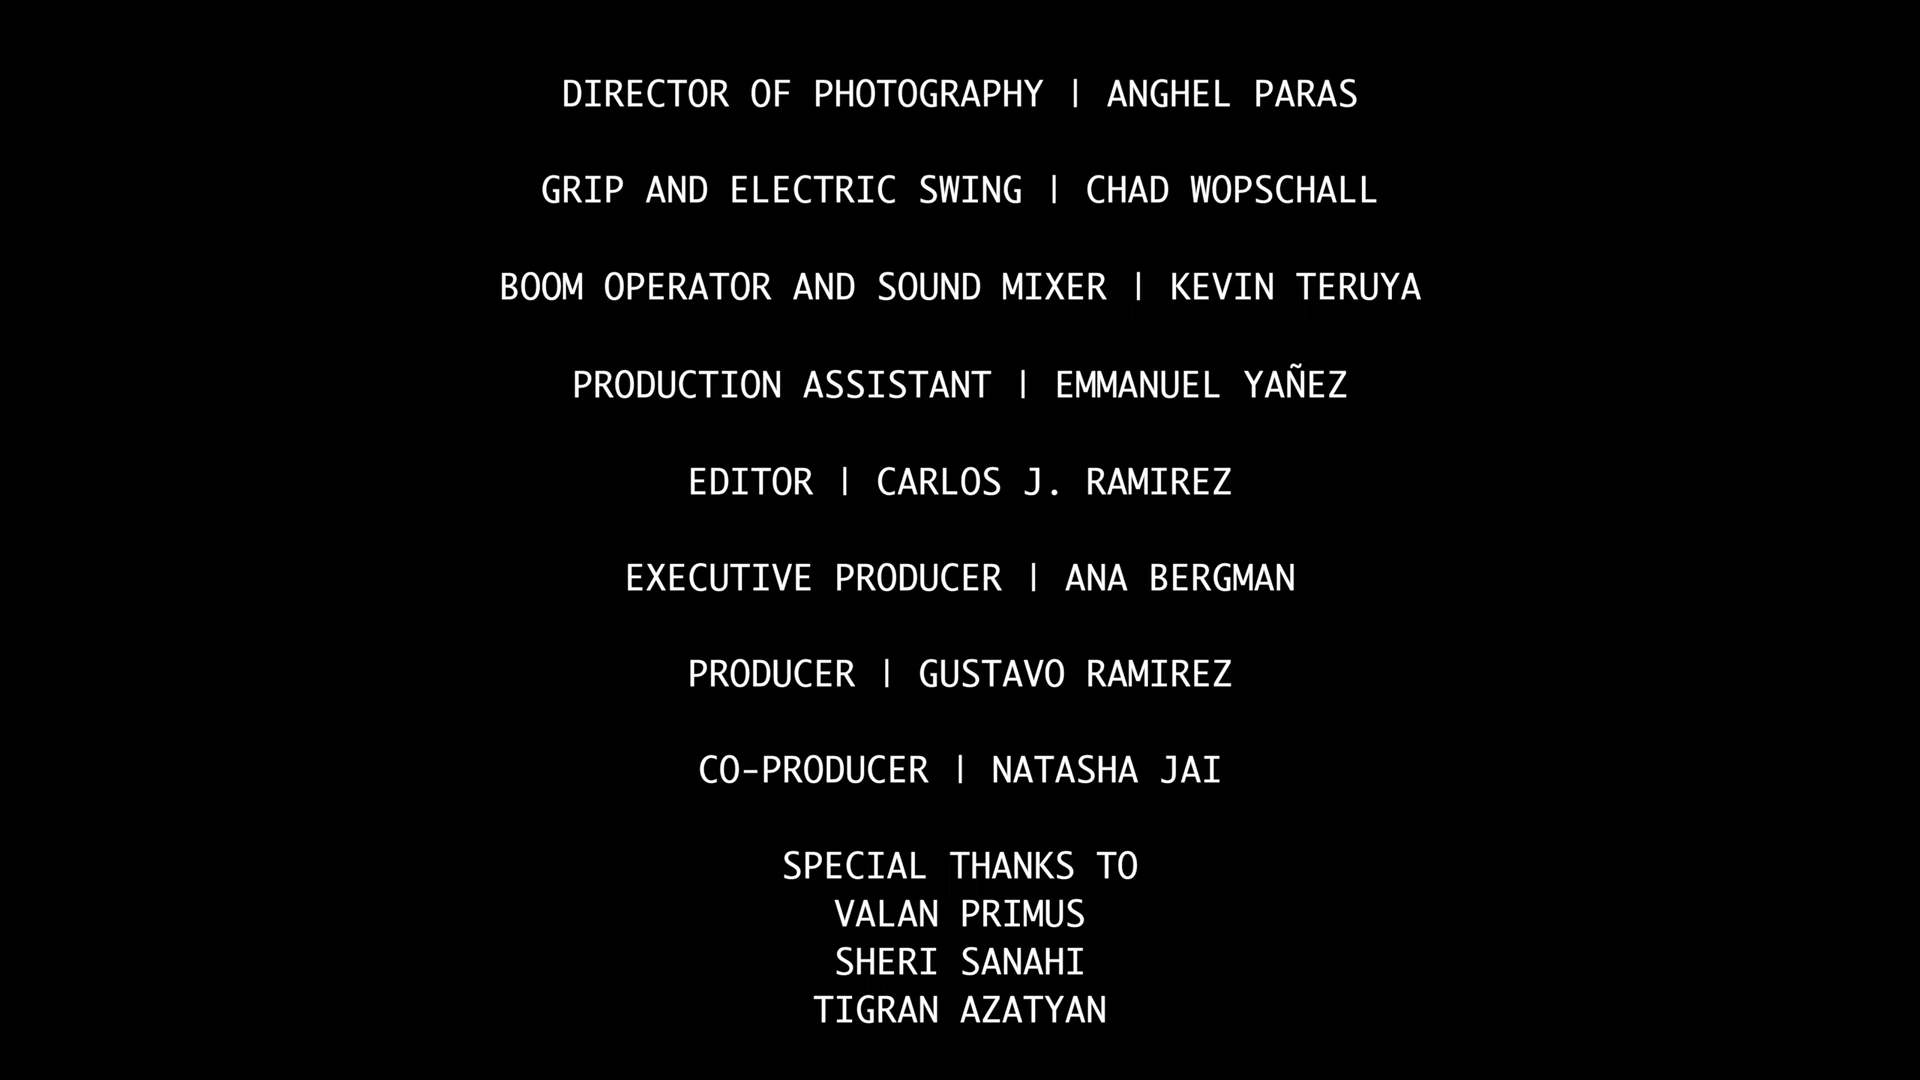 DIRECTOR OF PHOTOGRAPHY | ANGHEL PARAS
GRIP AND ELECTRIC SWING | CHAD WOPSCHALL
BOOM OPERATOR AND SOUND MIXER | KEVIN TERUYA
PRODUCTION ASSISTANT | EMMANUEL YAÑEZ
EDITOR | CARLOS J. RAMIREZ
EXECUTIVE PRODUCER | ANA BERGMAN
PRODUCER | GUSTAVO RAMIREZ
CO-PRODUCER | NATASHA JAI
SPECIAL THANKS TO
VALAN PRIMUS
SHERI SANAHI
TIGRAN AZATYAN